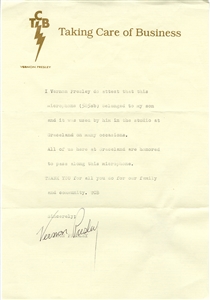 TCB
Taking Care of Business
VERNON PRESLEY
I Vernon Presley do attest that this
microphone belonged to my son
and it was used by him in the studio at
Graceland on many occasions.
All of us here at Graceland are honored
to pass along this microphone.
Thank YOU for all you do for our family
and community. TCB
Sincerely,
Vernon Presley